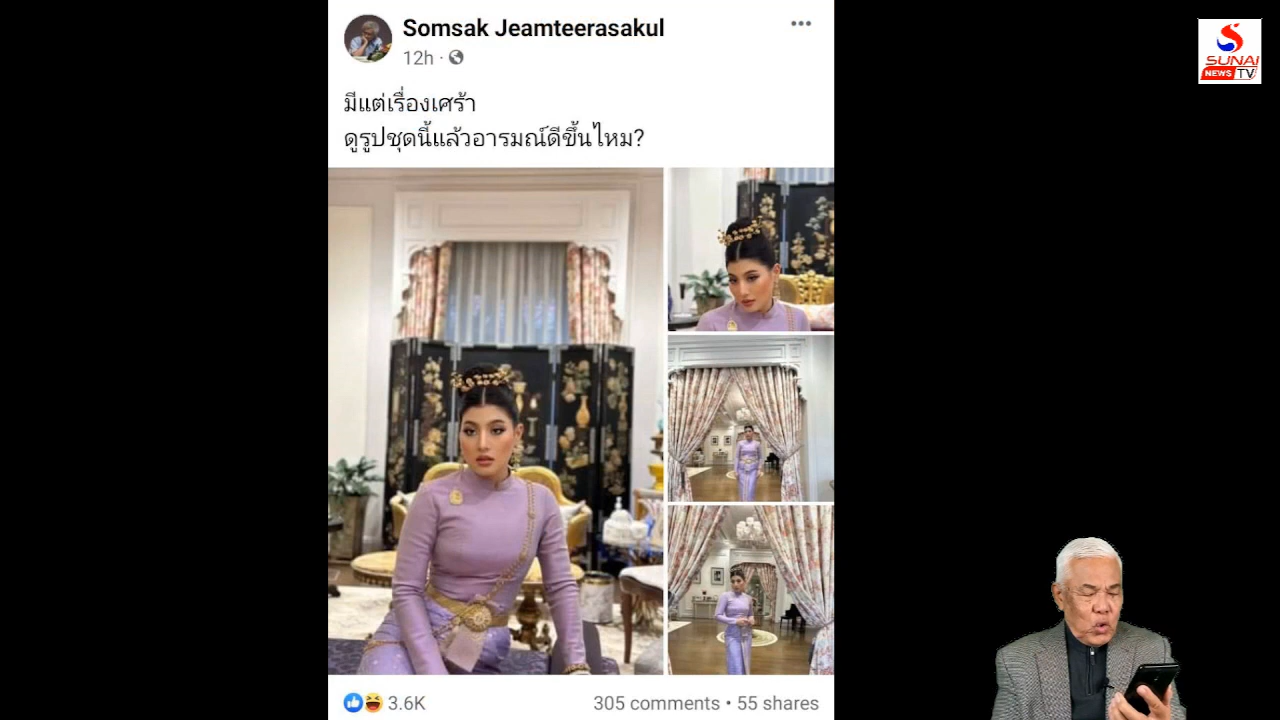 Somsak Jeamteerasakul
12h
มีแต่เรื่องเศร้า
ดูรูปชุดนี้แล้วอารมณ์ดีขึ้นไหม?
3.6K
305 comments • 55 shares
SUNAI
NEWS TV